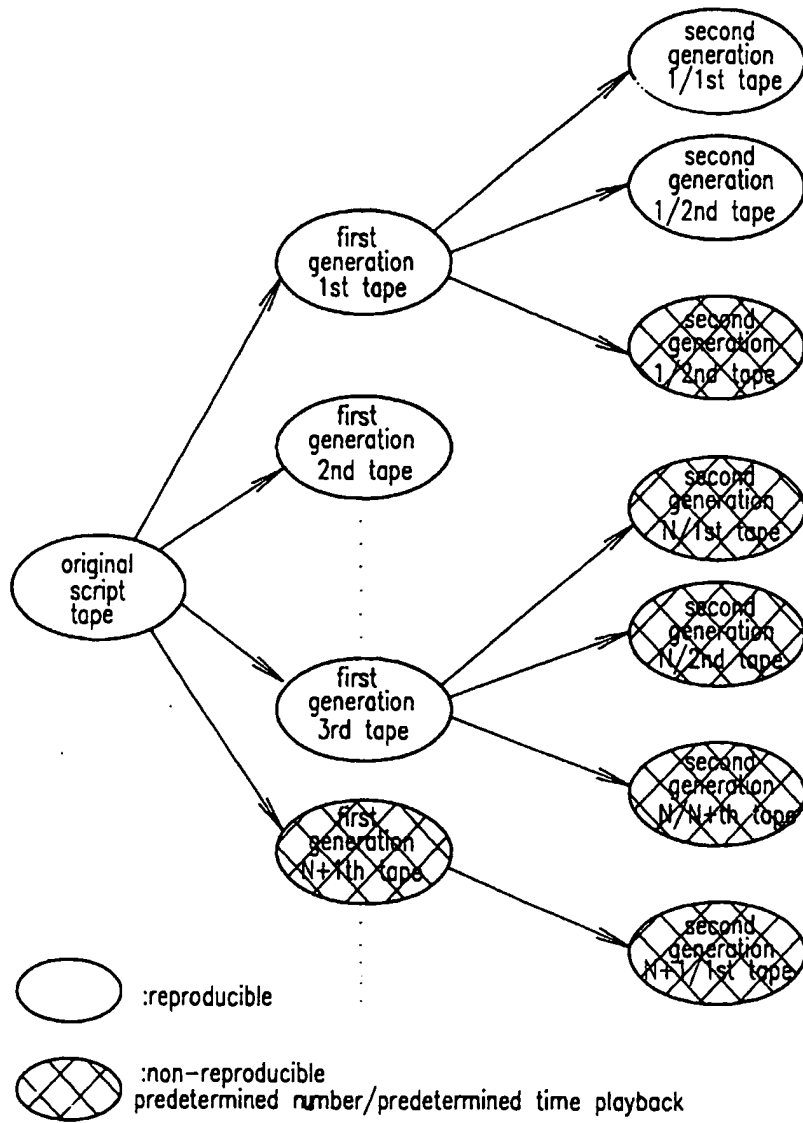 second
generation
1/1st tape
second
generation
1/2nd tape
first
generation
1st tape
second
generation
1/2nd tape
first
generation
2nd tape
second
generation
N/1st tape
original
script
tape
second
generation
N/2nd tape
first
generation
3rd tape
second
generation
N/N+th tape
first
generation
N+1th tape
second
generation
N+1/1st tape
:reproducible
:non-reproducible
predetermined number/predetermined time playback